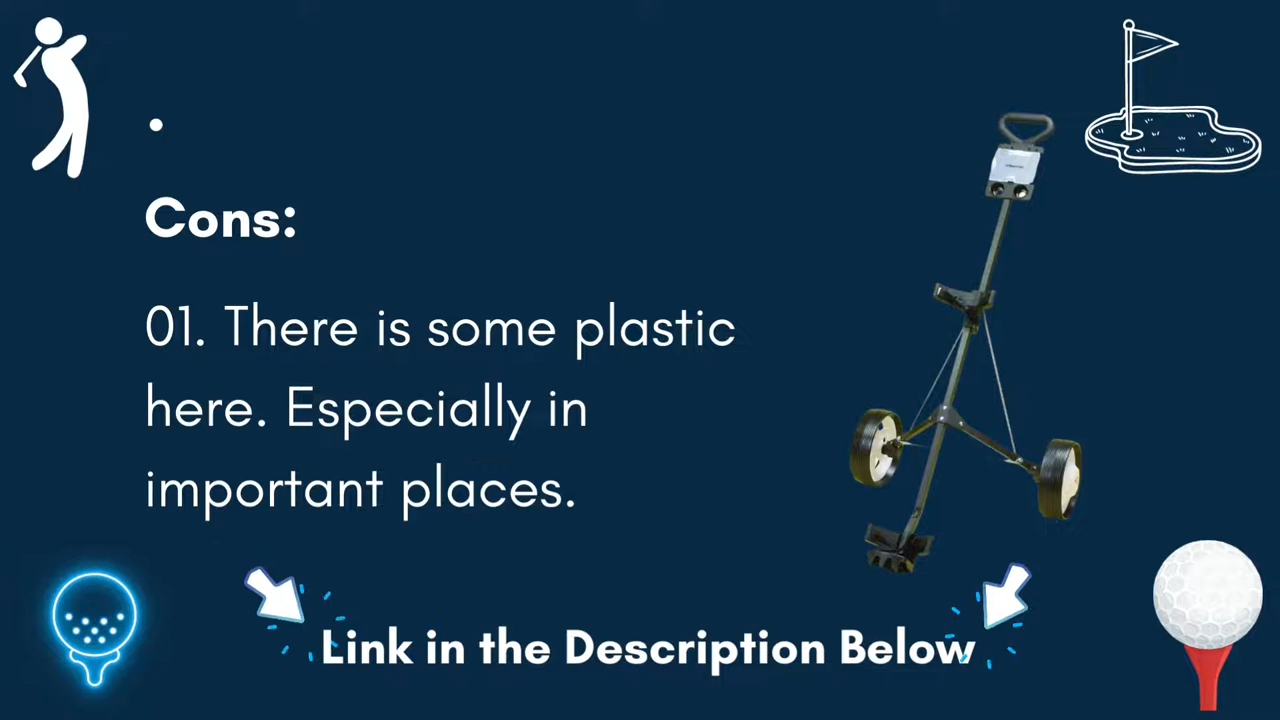 .
Cons:
01. There is some plastic
here. Especially in
important places.
Link in the Description Below